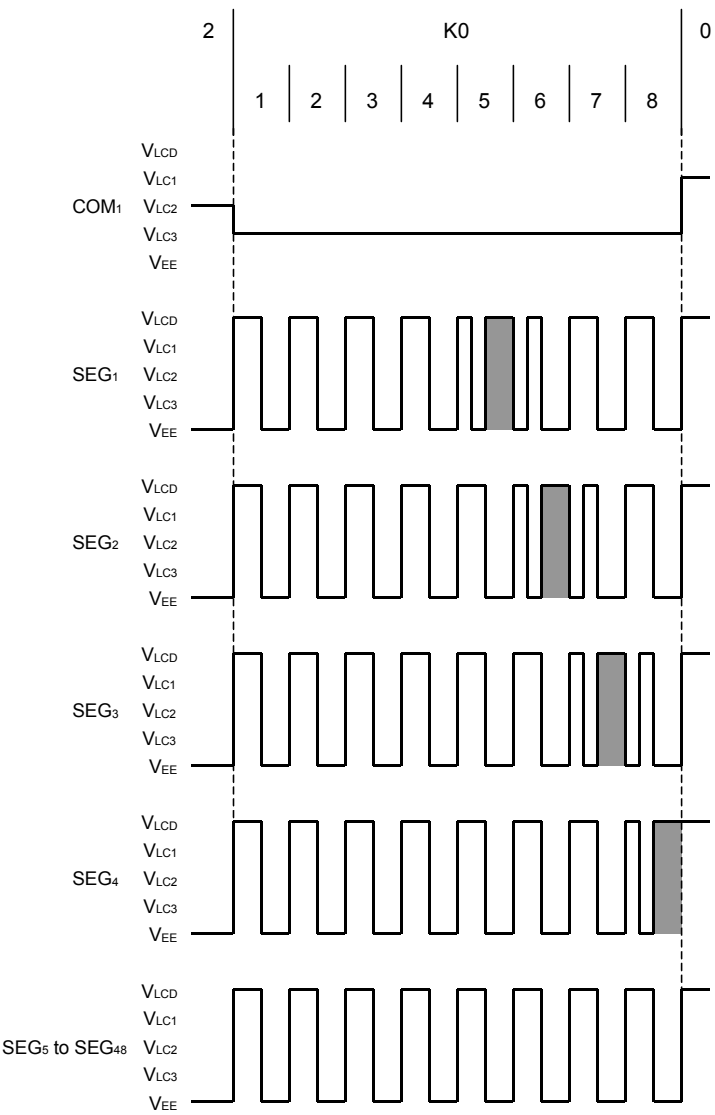 2 K0 0
1 2 3 4 5 6 7 8
VLCD
VLC1
COM1 VLC2
VLC3
VEE
VLCD
VLC1
SEG1 VLC2
VLC3
VEE
VLCD
VLC1
SEG2 VLC2
VLC3
VEE
VLCD
VLC1
SEG3 VLC2
VLC3
VEE
VLCD
VLC1
SEG4 VLC2
VLC3
VEE
VLCD
VLC1
SEG5 to SEG48 VLC2
VLC3
VEE